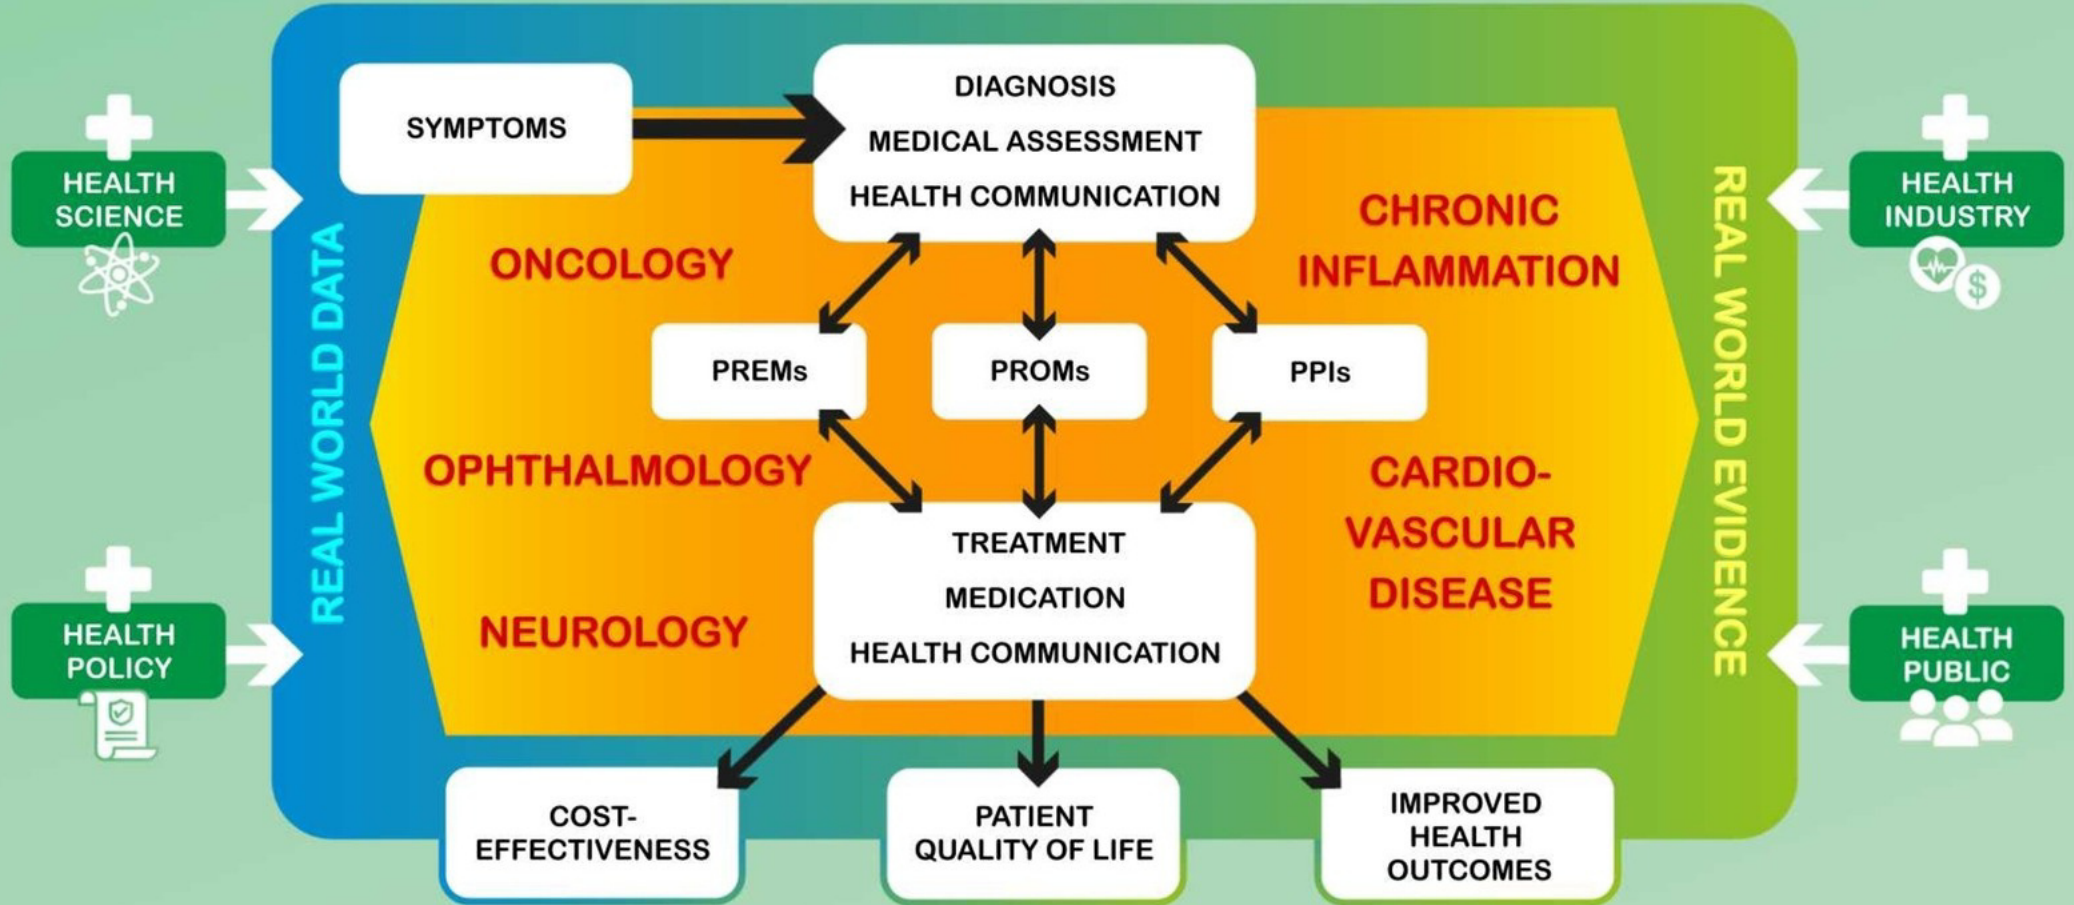 SYMPTOMS
DIAGNOSIS
MEDICAL ASSESSMENT
HEALTH COMMUNICATION
HEALTH
SCIENCE
HEALTH
INDUSTRY
REAL WORLD DATA
REAL WORLD EVIDENCE
ONCOLOGY
CHRONIC
INFLAMMATION
$
PREMs
PROMs
PPIs
OPHTHALMOLOGY
CARDIO-
VASCULAR
DISEASE
NEUROLOGY
TREATMENT
MEDICATION
HEALTH COMMUNICATION
HEALTH
POLICY
HEALTH
PUBLIC
COST-
EFFECTIVENESS
PATIENT
QUALITY OF LIFE
IMPROVED
HEALTH
OUTCOMES